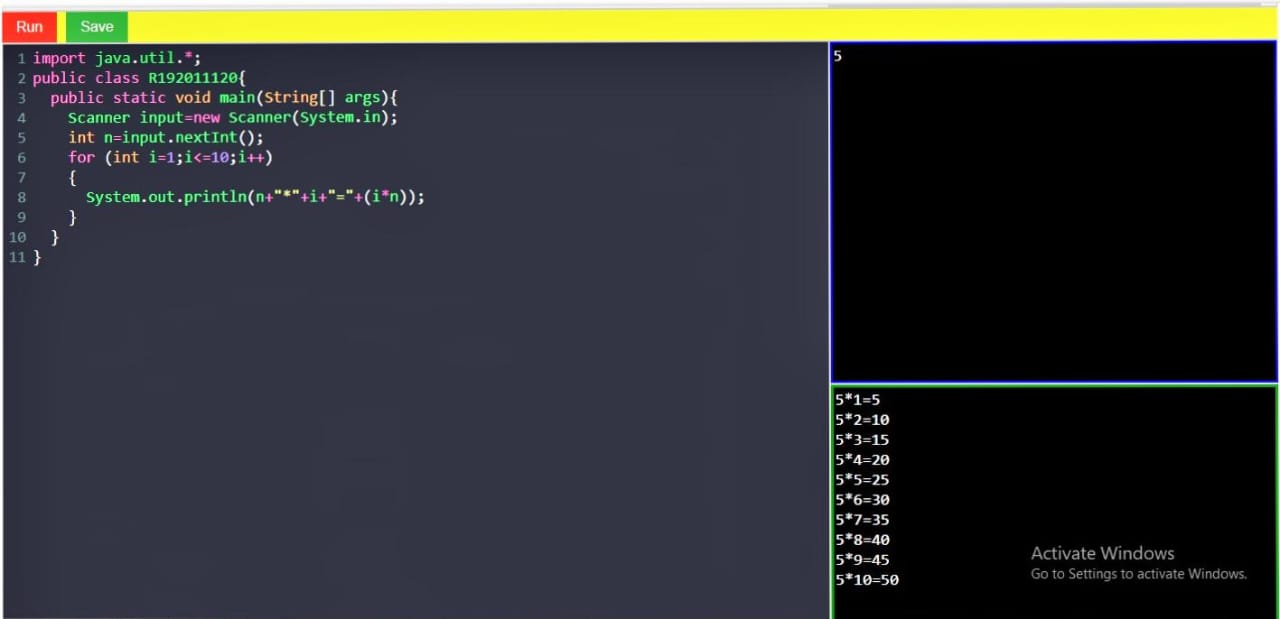 Run Save
1 import java.util.*;
2 public class R192011120{
3   public static void main(String[] args){
4     Scanner input=new Scanner(System.in);
5     int n=input.nextInt();
6     for (int i=1;i<=10;i++)
7     {
8       System.out.println(n+"*"+i+"="+(i*n));
9     }
10   }
11 }
5
5*1=5
5*2=10
5*3=15
5*4=20
5*5=25
5*6=30
5*7=35
5*8=40
5*9=45
5*10=50
Activate Windows
Go to Settings to activate Windows.